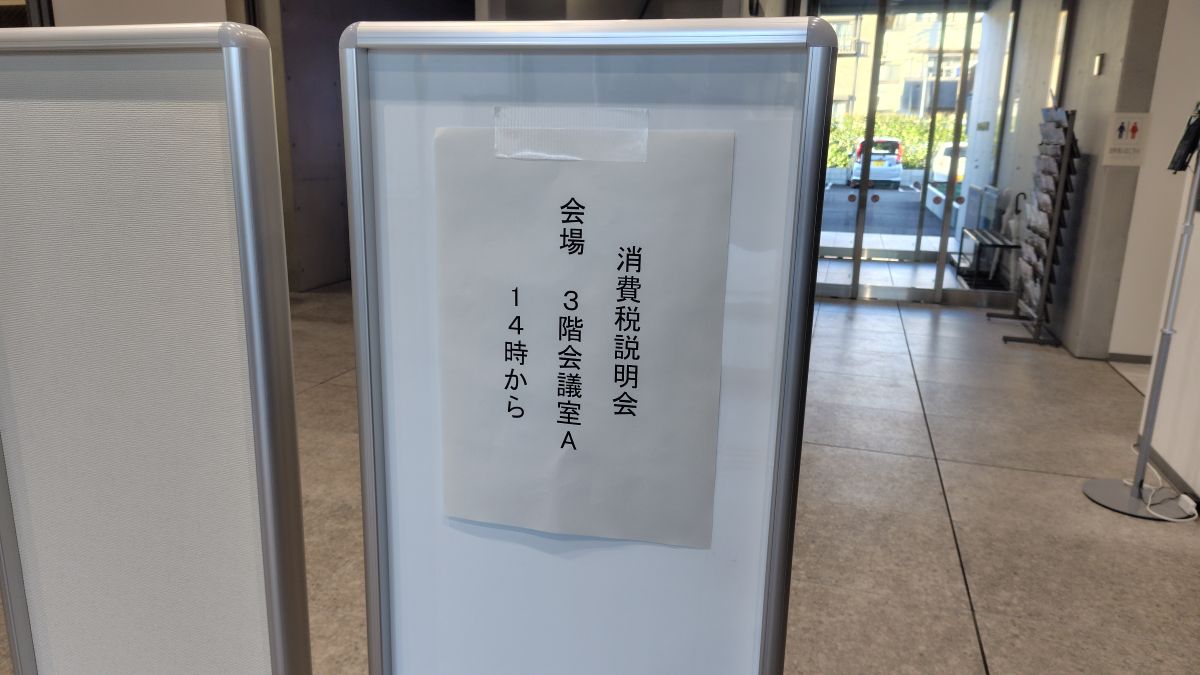 消費税説明会
会場　３階会議室Ａ
１４時から